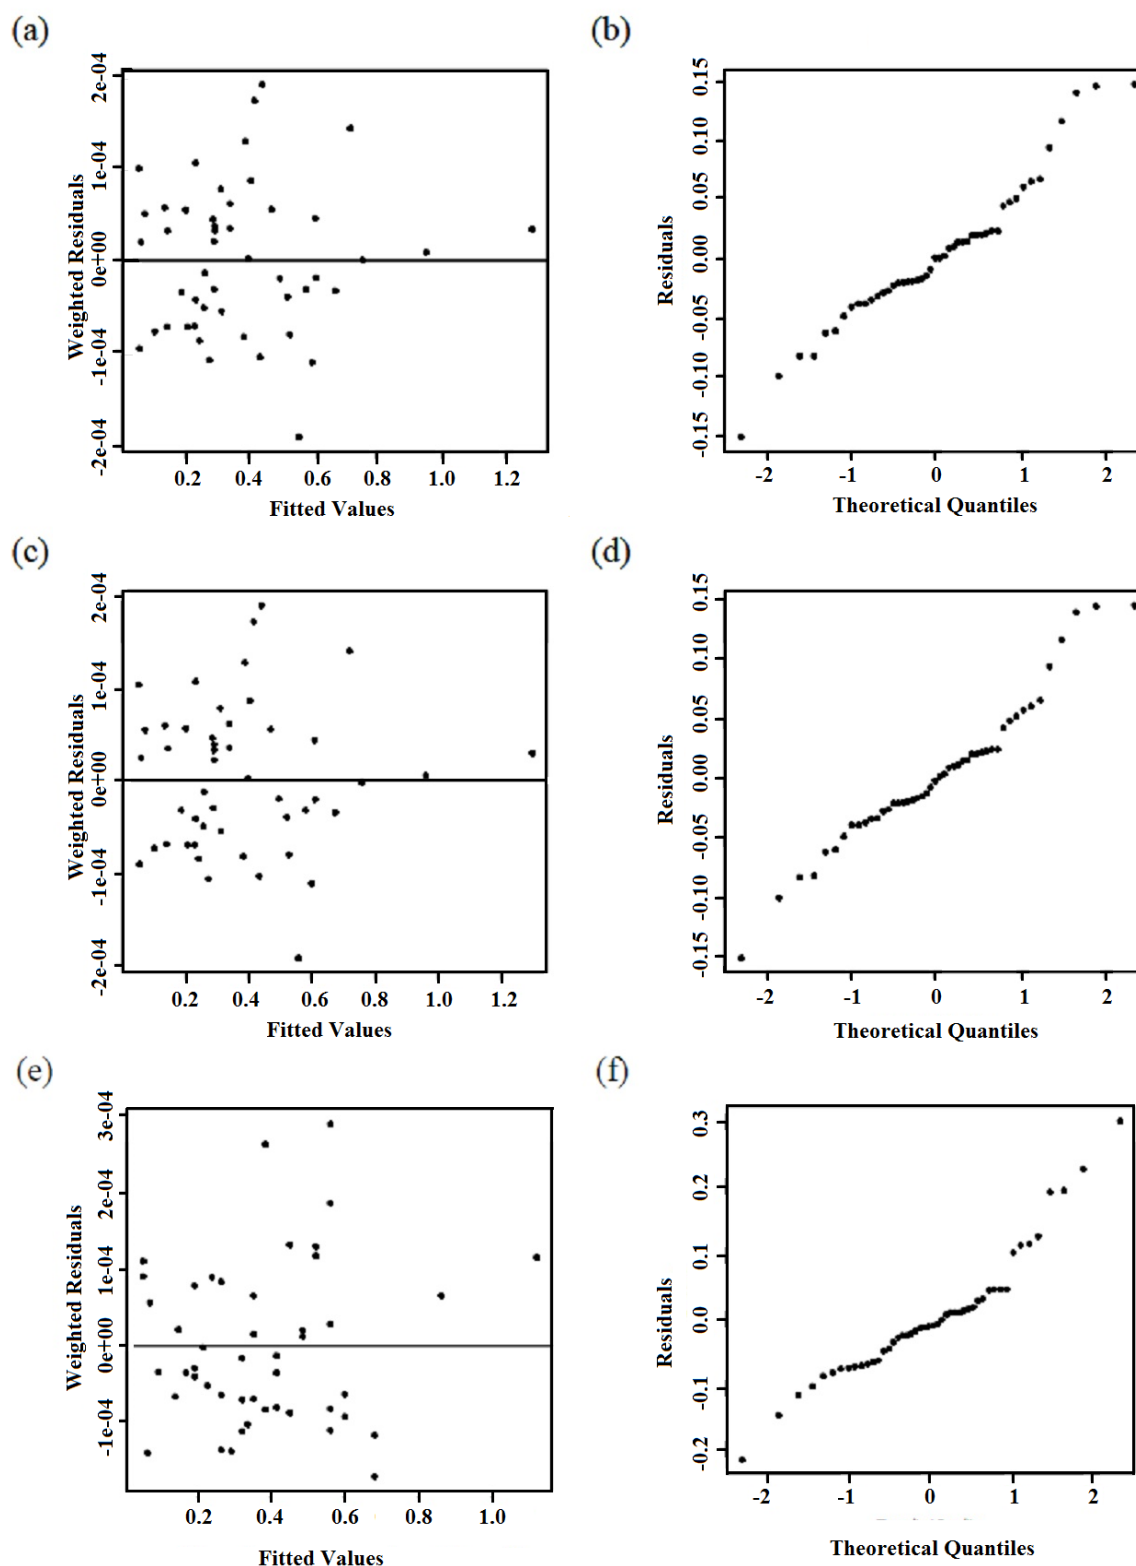 (a)
(b)
2e-04
1e-04
0e+00
-1e-04
-2e-04
Weighted Residuals
0.2 0.4 0.6 0.8 1.0 1.2
Fitted Values
0.15
0.10
0.05
0.00
-0.05
-0.10
-0.15
Residuals
-2 -1 0 1 2
Theoretical Quantiles
(c)
(d)
2e-04
1e-04
0e+00
-1e-04
-2e-04
Weighted Residuals
0.2 0.4 0.6 0.8 1.0 1.2
Fitted Values
0.15
0.10
0.05
0.00
-0.05
-0.10
-0.15
Residuals
-2 -1 0 1 2
Theoretical Quantiles
(e)
(f)
3e-04
2e-04
1e-04
0e+00
-1e-04
Weighted Residuals
0.2 0.4 0.6 0.8 1.0
Fitted Values
0.3
0.2
0.1
0.0
-0.1
-0.2
Residuals
-2 -1 0 1 2
Theoretical Quantiles